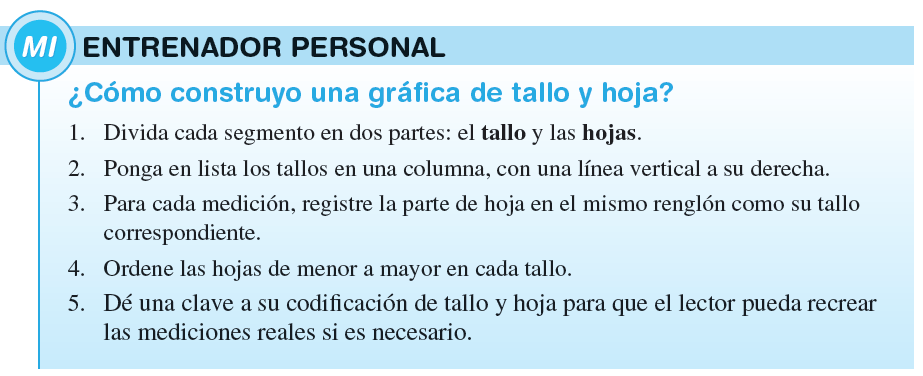 MI ENTRENADOR PERSONAL
¿Cómo construyo una gráfica de tallo y hoja?
1. Divida cada segmento en dos partes: el tallo y las hojas.
2. Ponga en lista los tallos en una columna, con una línea vertical a su derecha.
3. Para cada medición, registre la parte de hoja en el mismo renglón como su tallo
correspondiente.
4. Ordene las hojas de menor a mayor en cada tallo.
5. Dé una clave a su codificación de tallo y hoja para que el lector pueda recrear
las mediciones reales si es necesario.